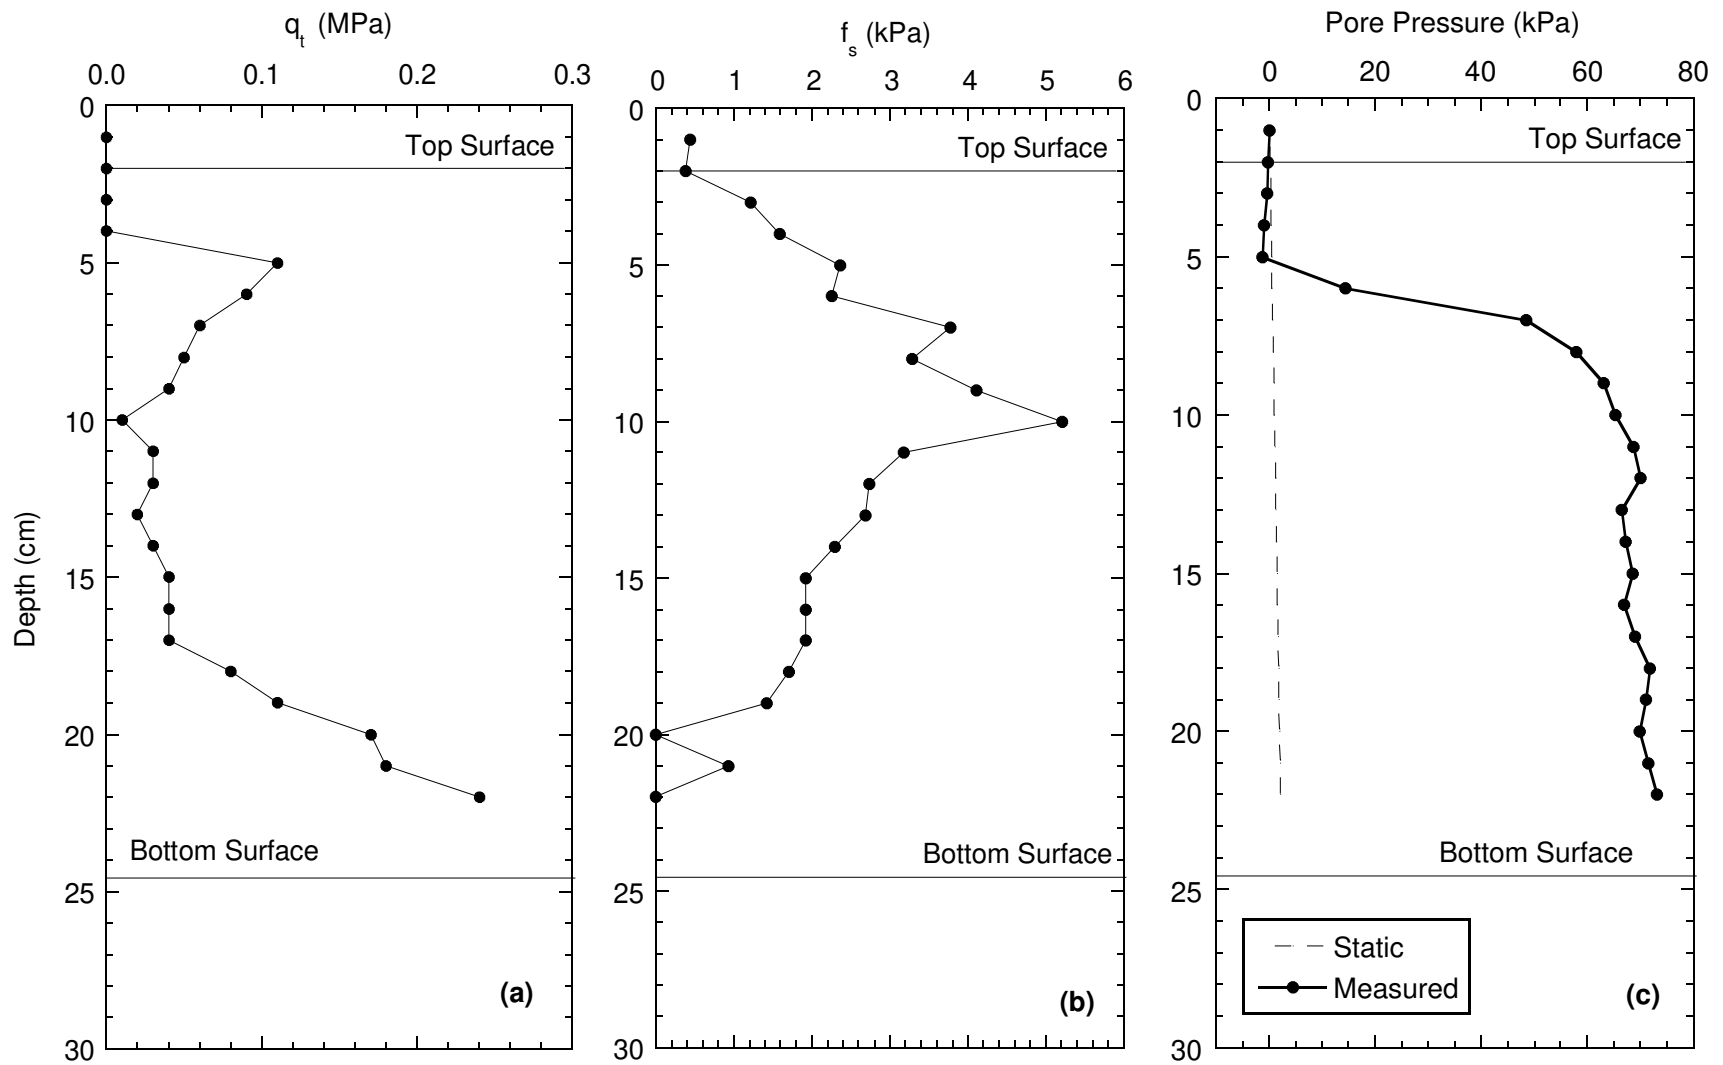 q_t (MPa)
0.0 0.1 0.2 0.3
0
5
10
15
20
25
30
Depth (cm)
Top Surface
Bottom Surface
(a)
f_s (kPa)
0 1 2 3 4 5 6
0
5
10
15
20
25
30
Top Surface
Bottom Surface
(b)
Pore Pressure (kPa)
0 20 40 60 80
0
5
10
15
20
25
30
Top Surface
Bottom Surface
Static
Measured
(c)